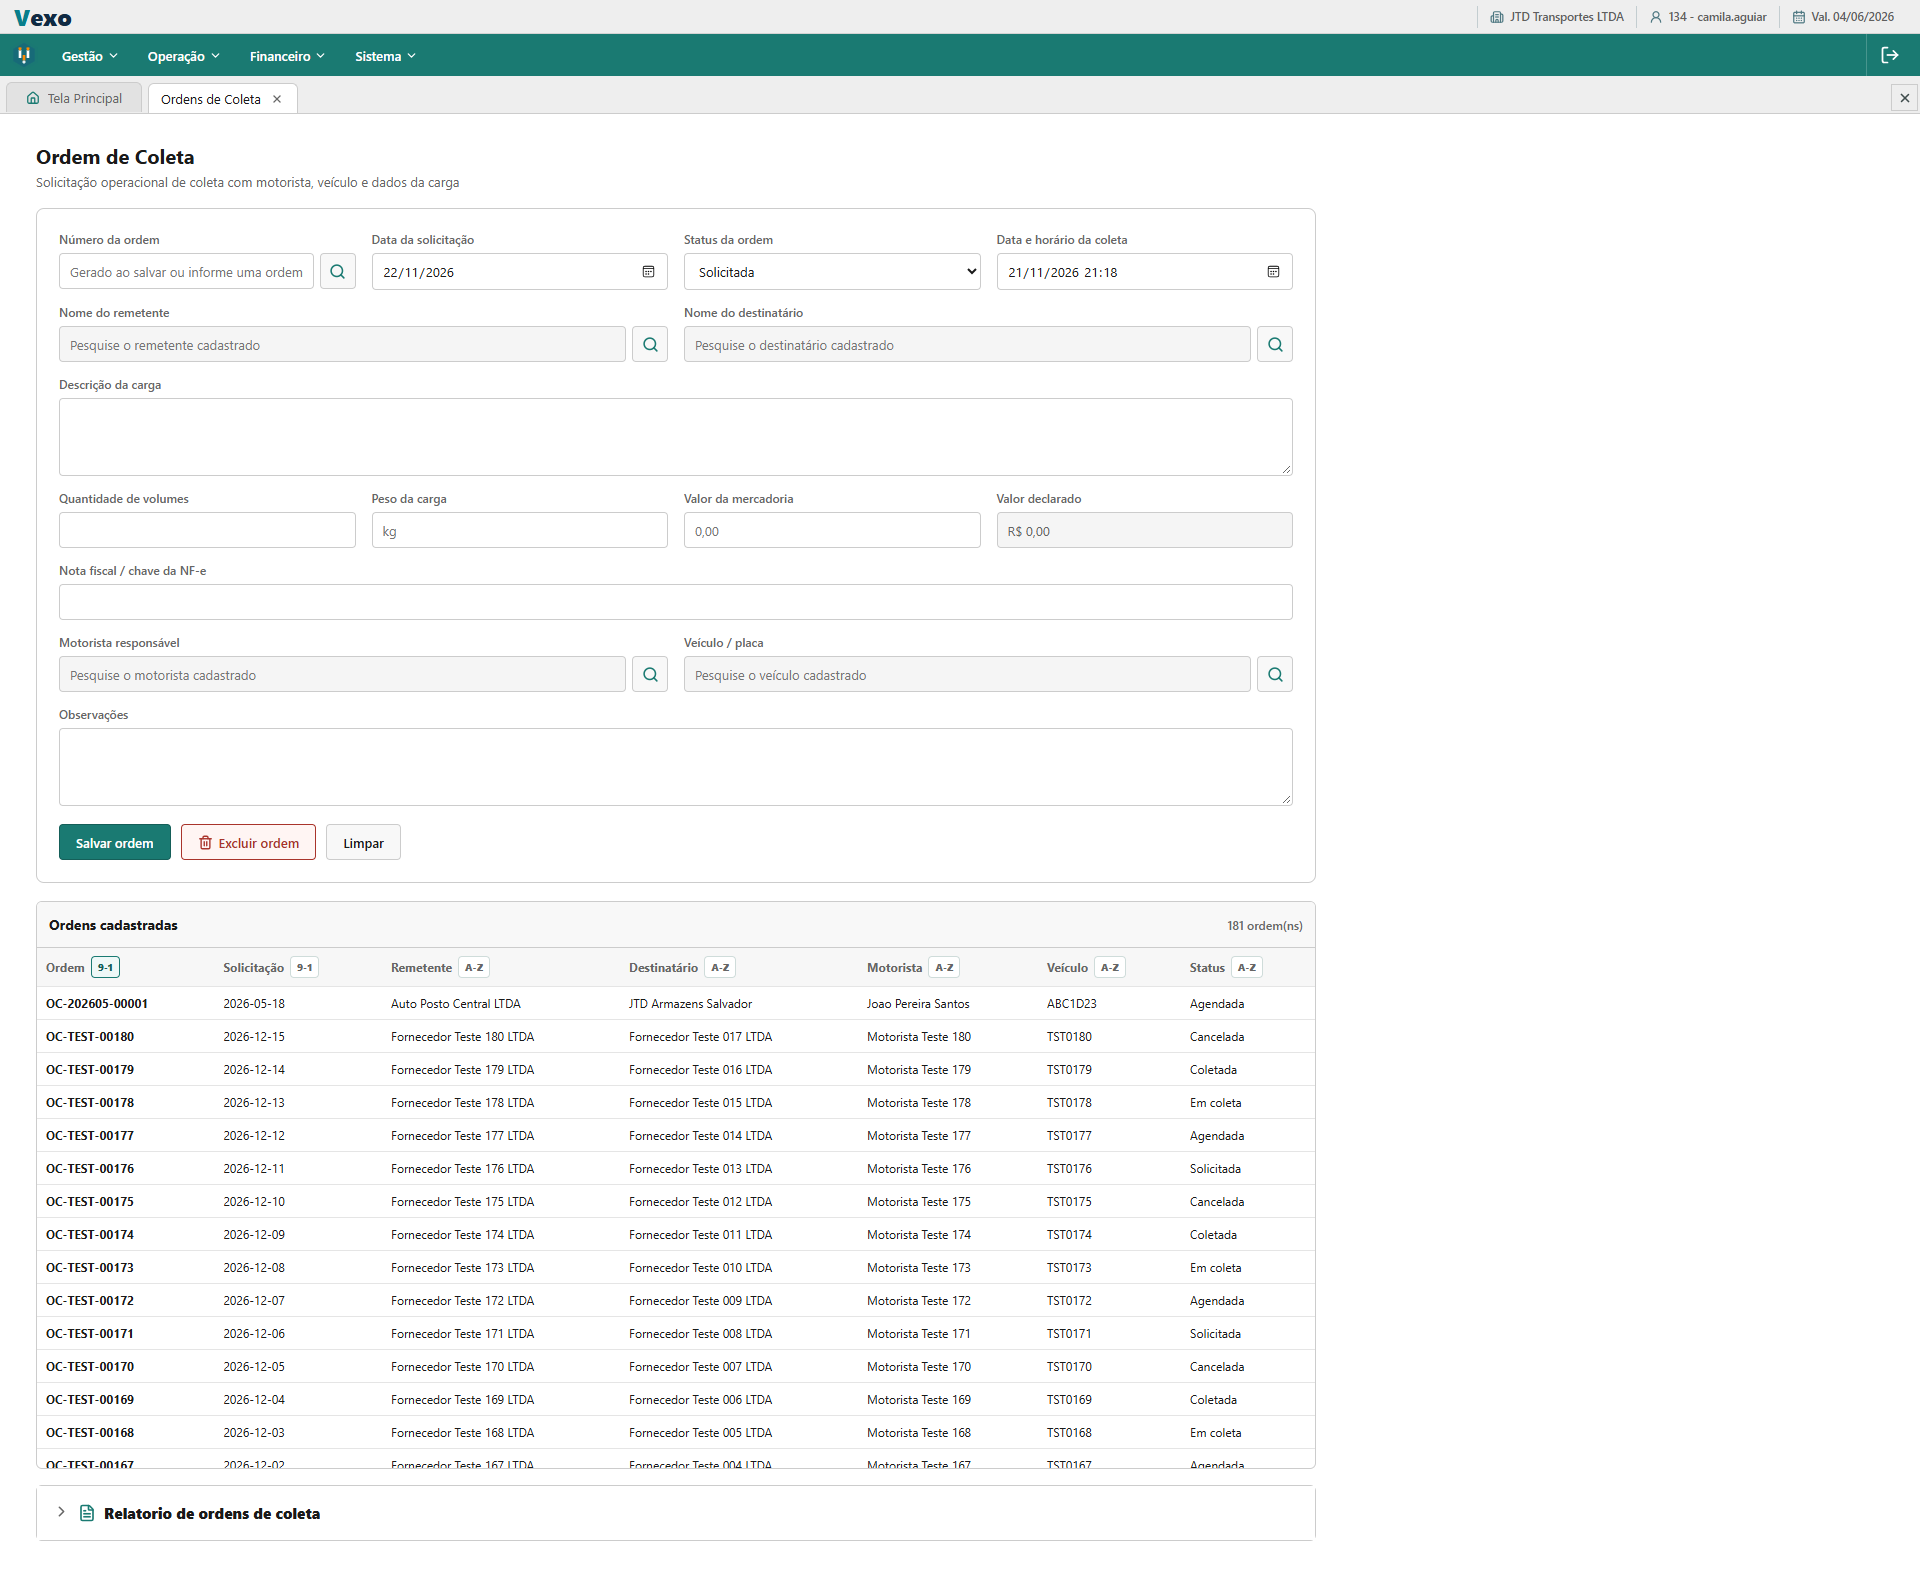 Vexo
JTD Transportes LTDA
134 - camila.aguiar
Val. 04/06/2026
Gestão
Operação
Financeiro
Sistema
Tela Principal
Ordens de Coleta
Ordem de Coleta
Solicitação operacional de coleta com motorista, veículo e dados da carga
Número da ordem
Data da solicitação
Status da ordem
Data e horário da coleta
Gerado ao salvar ou informe uma ordem
22/11/2026
Solicitada
21/11/2026 21:18
Nome do remetente
Nome do destinatário
Pesquise o remetente cadastrado
Pesquise o destinatário cadastrado
Descrição da carga
Quantidade de volumes
Peso da carga
Valor da mercadoria
Valor declarado
kg
0,00
R$ 0,00
Nota fiscal / chave da NF-e
Motorista responsável
Veículo / placa
Pesquise o motorista cadastrado
Pesquise o veículo cadastrado
Observações
Salvar ordem
Excluir ordem
Limpar
Ordens cadastradas
181 ordem(ns)
Ordem 9-1 Solicitação 9-1 Remetente A-Z Destinatário A-Z Motorista A-Z Veículo A-Z Status A-Z
OC-202605-00001 2026-05-18 Auto Posto Central LTDA JTD Armazens Salvador Joao Pereira Santos ABC1D23 Agendada
OC-TEST-00180 2026-12-15 Fornecedor Teste 180 LTDA Fornecedor Teste 017 LTDA Motorista Teste 180 TST0180 Cancelada
OC-TEST-00179 2026-12-14 Fornecedor Teste 179 LTDA Fornecedor Teste 016 LTDA Motorista Teste 179 TST0179 Coletada
OC-TEST-00178 2026-12-13 Fornecedor Teste 178 LTDA Fornecedor Teste 015 LTDA Motorista Teste 178 TST0178 Em coleta
OC-TEST-00177 2026-12-12 Fornecedor Teste 177 LTDA Fornecedor Teste 014 LTDA Motorista Teste 177 TST0177 Agendada
OC-TEST-00176 2026-12-11 Fornecedor Teste 176 LTDA Fornecedor Teste 013 LTDA Motorista Teste 176 TST0176 Solicitada
OC-TEST-00175 2026-12-10 Fornecedor Teste 175 LTDA Fornecedor Teste 012 LTDA Motorista Teste 175 TST0175 Cancelada
OC-TEST-00174 2026-12-09 Fornecedor Teste 174 LTDA Fornecedor Teste 011 LTDA Motorista Teste 174 TST0174 Coletada
OC-TEST-00173 2026-12-08 Fornecedor Teste 173 LTDA Fornecedor Teste 010 LTDA Motorista Teste 173 TST0173 Em coleta
OC-TEST-00172 2026-12-07 Fornecedor Teste 172 LTDA Fornecedor Teste 009 LTDA Motorista Teste 172 TST0172 Agendada
OC-TEST-00171 2026-12-06 Fornecedor Teste 171 LTDA Fornecedor Teste 008 LTDA Motorista Teste 171 TST0171 Solicitada
OC-TEST-00170 2026-12-05 Fornecedor Teste 170 LTDA Fornecedor Teste 007 LTDA Motorista Teste 170 TST0170 Cancelada
OC-TEST-00169 2026-12-04 Fornecedor Teste 169 LTDA Fornecedor Teste 006 LTDA Motorista Teste 169 TST0169 Coletada
OC-TEST-00168 2026-12-03 Fornecedor Teste 168 LTDA Fornecedor Teste 005 LTDA Motorista Teste 168 TST0168 Em coleta
OC-TEST-00167 2026-12-02 Fornecedor Teste 167 LTDA Fornecedor Teste 004 LTDA Motorista Teste 167 TST0167 Agendada
Relatorio de ordens de coleta